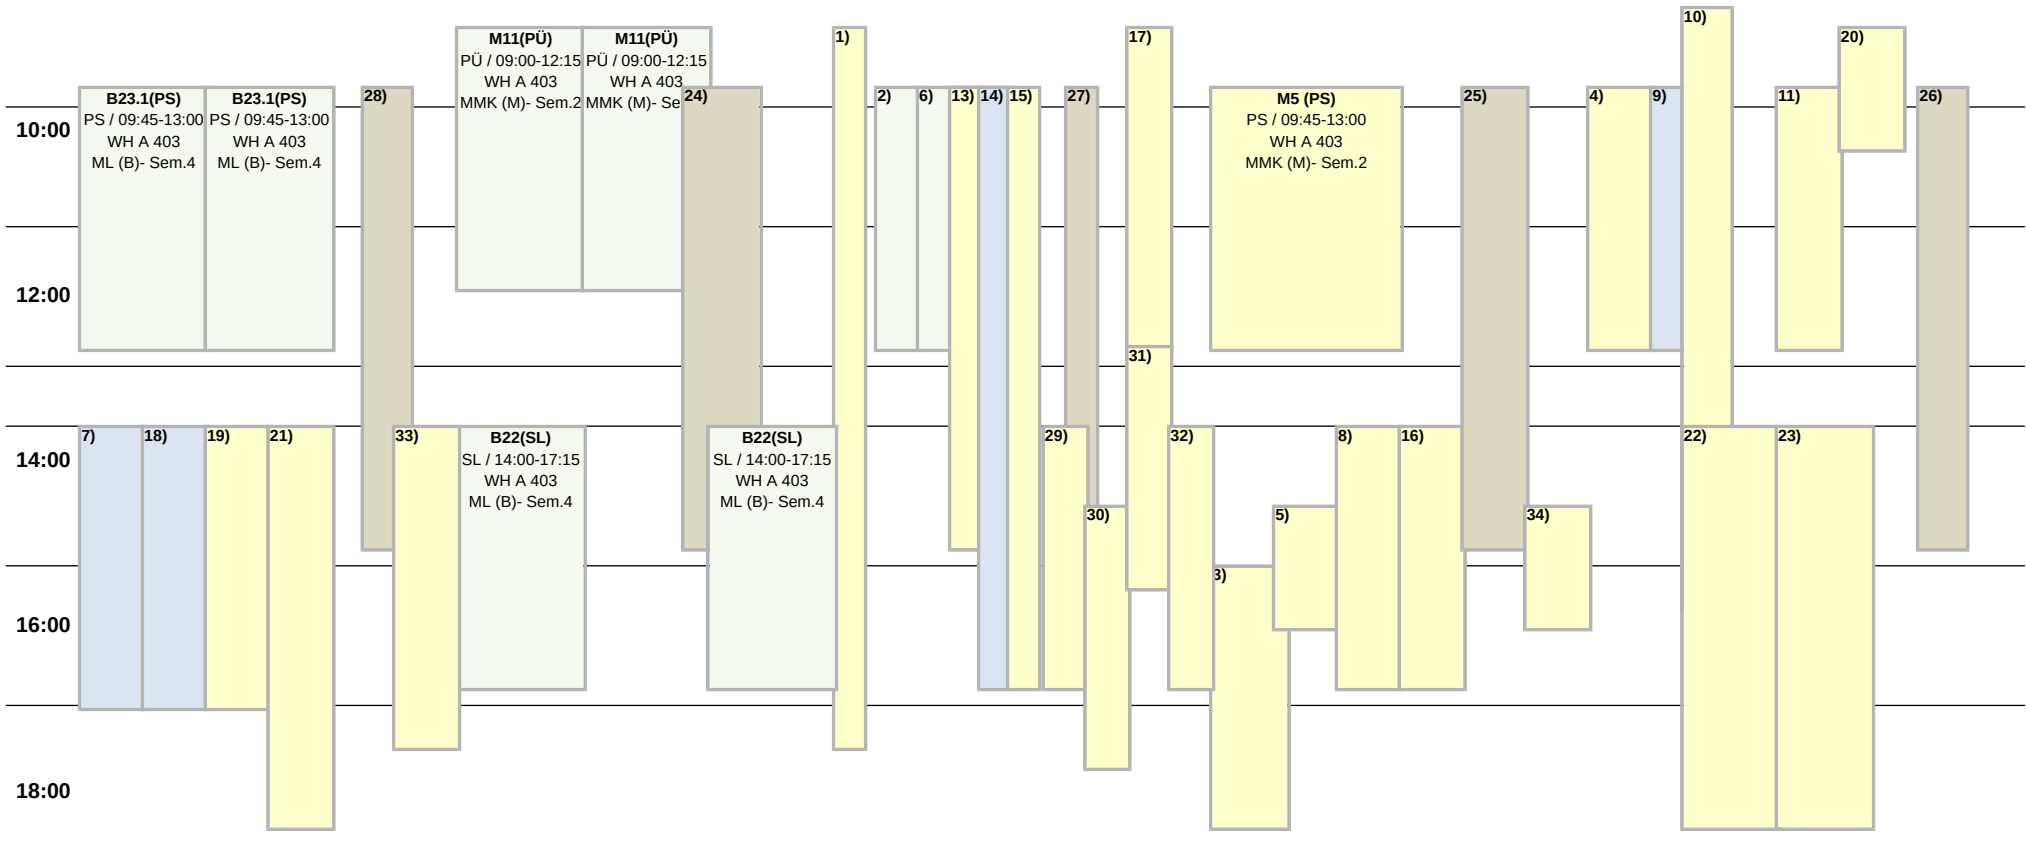 10)
M11(PÜ)
PÜ / 09:00-12:15
WH A 403
MMK (M)- Sem.2
M11(PÜ)
PÜ / 09:00-12:15
WH A 403
MMK (M)- Se
1)
17)
20)
B23.1(PS)
PS / 09:45-13:00
WH A 403
ML (B)- Sem.4
B23.1(PS)
PS / 09:45-13:00
WH A 403
ML (B)- Sem.4
28)
24)
2)
6)
13)
14)
15)
27)
M5 (PS)
PS / 09:45-13:00
WH A 403
MMK (M)- Sem.2
25)
4)
9)
11)
26)
10:00
12:00
31)
7)
18)
19)
21)
33)
B22(SL)
SL / 14:00-17:15
WH A 403
ML (B)- Sem.4
B22(SL)
SL / 14:00-17:15
WH A 403
ML (B)- Sem.4
29)
32)
8)
16)
22)
23)
14:00
30)
5)
34)
3)
16:00
18:00